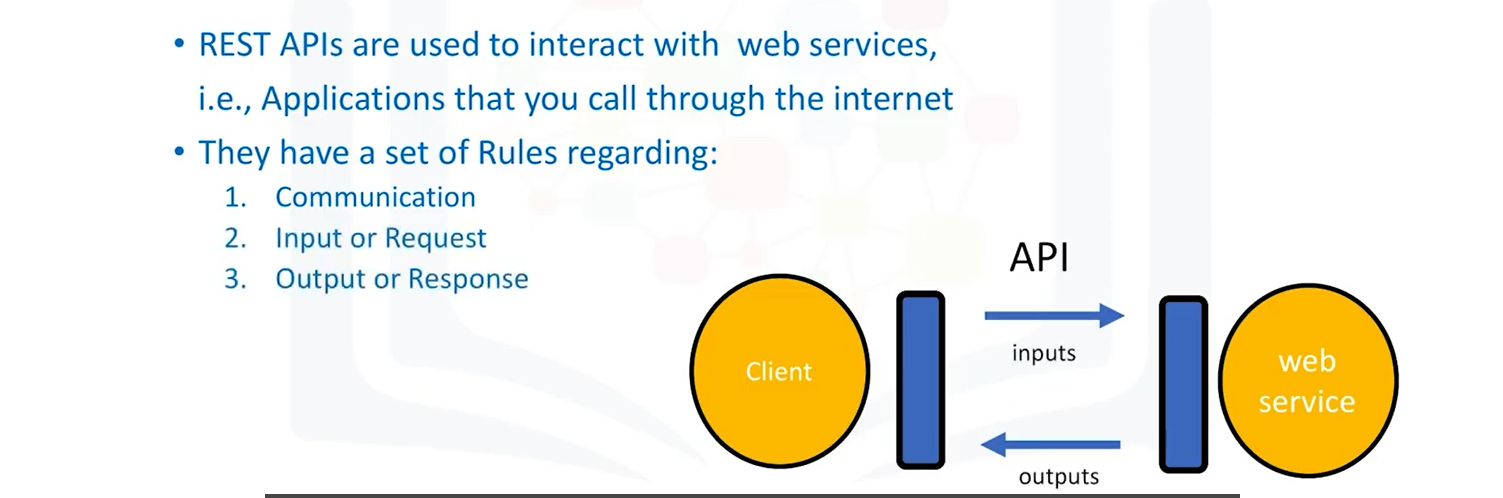 • REST APIs are used to interact with web services,
i.e., Applications that you call through the internet
• They have a set of Rules regarding:
1. Communication
2. Input or Request
3. Output or Response
API
Client
inputs
web
service
outputs